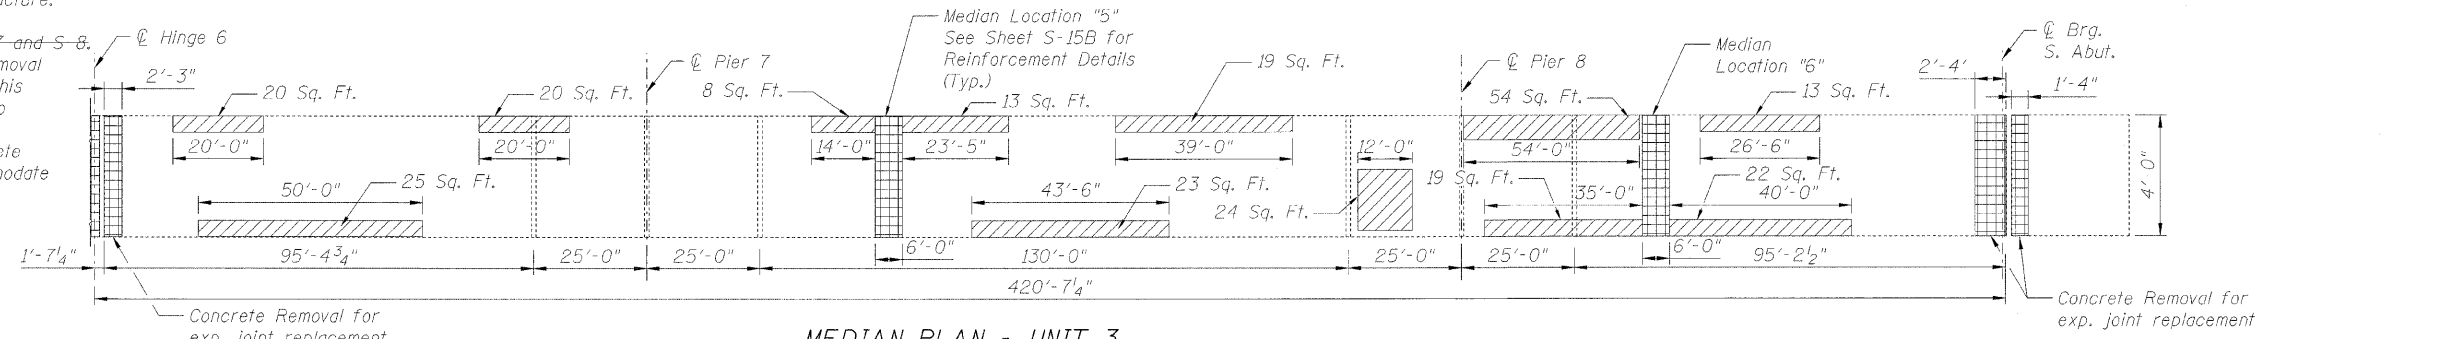 7 and S-8.
moval
this
ete
modate
℄ Hinge 6
2'-3"
20 Sq. Ft.
20 Sq. Ft.
℄ Pier 7
8 Sq. Ft.
Median Location "5"
See Sheet S-15B for
Reinforcement Details
(Typ.)
13 Sq. Ft.
19 Sq. Ft.
℄ Pier 8
54 Sq. Ft.
Median
Location "6"
13 Sq. Ft.
2'-4'
℄ Brg.
S. Abut.
1'-4"
20'-0"
20'-0"
14'-0"
23'-5"
39'-0"
12'-0"
54'-0"
26'-6"
4' 0"
50'-0"
25 Sq. Ft.
43'-6"
23 Sq. Ft.
24 Sq. Ft.
19 Sq. Ft.
35'-0"
22 Sq. Ft.
40'-0"
1'-7¼"
95'-4¾"
25'-0"
25'-0"
6'-0"
130'-0"
25'-0"
25'-0"
6'-0"
95'-2½"
420'-7¼"
Concrete Removal for
exp. joint replacement
Concrete Removal for
exp. joint replacement
MEDIAN PLAN - UNIT 3